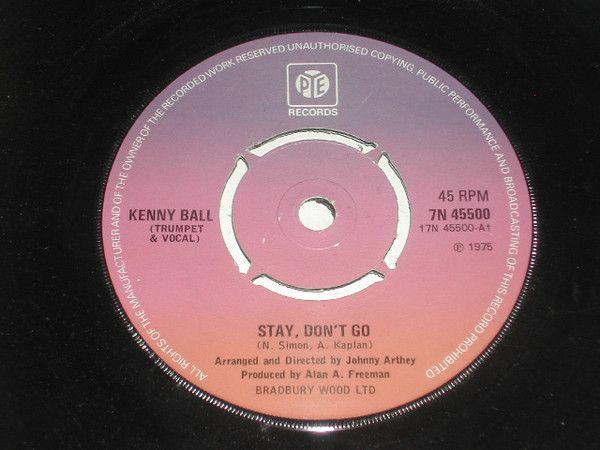 ALL RIGHTS OF THE MANUFACTURER AND OF THE OWNER OF THE RECORDED WORK RESERVED UNAUTHORISED COPYING, PUBLIC PERFORMANCE AND BROADCASTING OF THIS RECORD PROHIBITED
PYE
RECORDS
KENNY BALL
(TRUMPET
& VOCAL)
45 RPM
7N 45500
†7N 45500-A†
Ⓟ 1975
STAY, DON'T GO
(N. Simon, A. Kaplan)
Arranged and Directed by Johnny Arthey
Produced by Alan A. Freeman
BRADBURY WOOD LTD